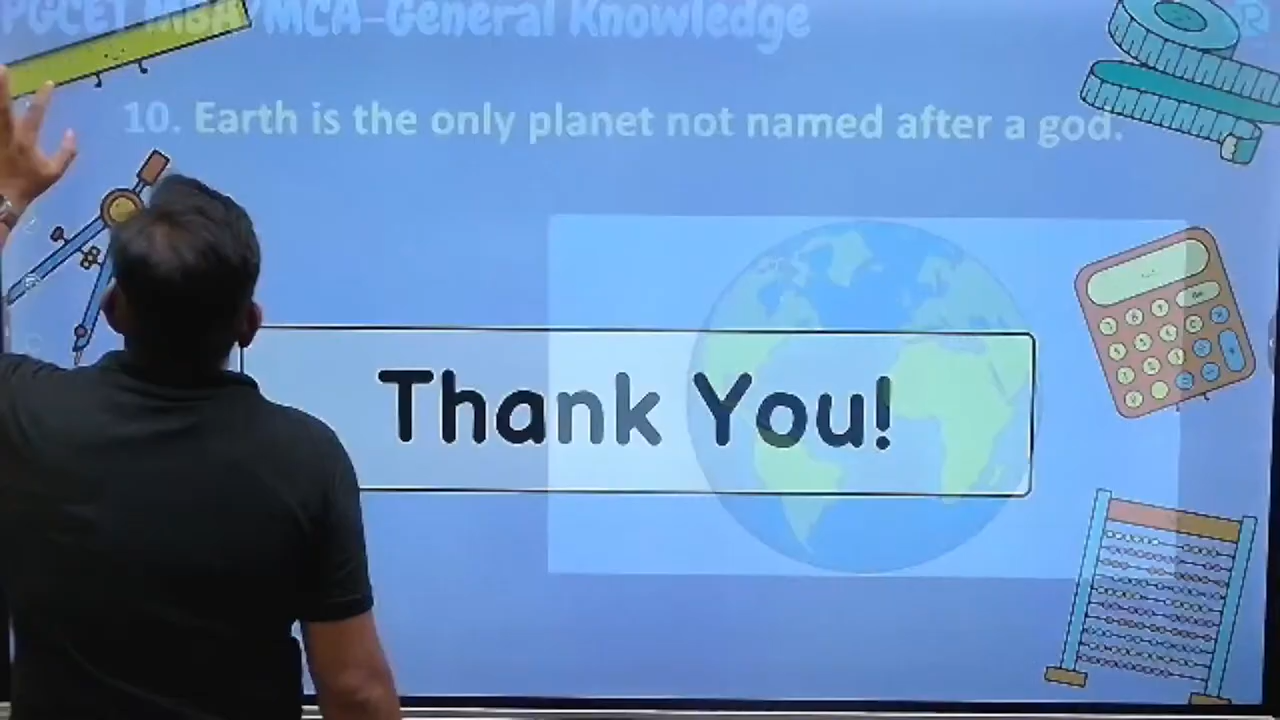 PGCET MBA/MCA-General Knowledge
10. Earth is the only planet not named after a god.
Thank You!